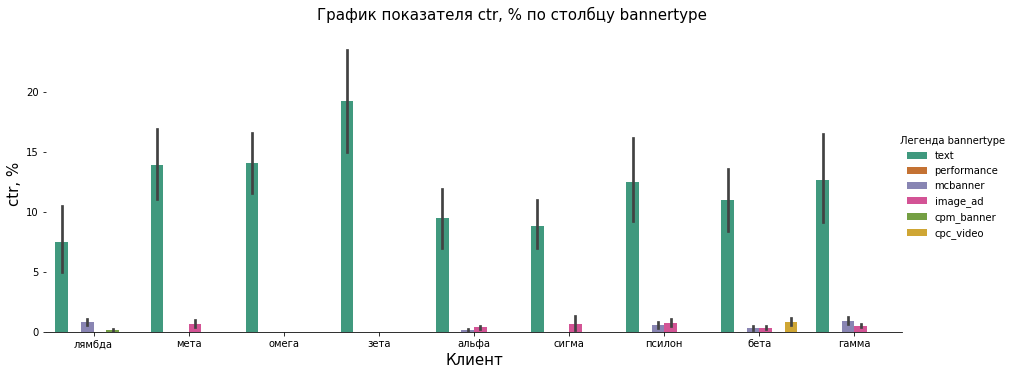 График показателя ctr, % по столбцу bannertype
ctr, %
20
15
10
5
0
лямбда
мета
омега
зета
альфа
сигма
псилон
бета
гамма
Клиент
Легенда bannertype
text
performance
mcbanner
image_ad
cpm_banner
cpc_video